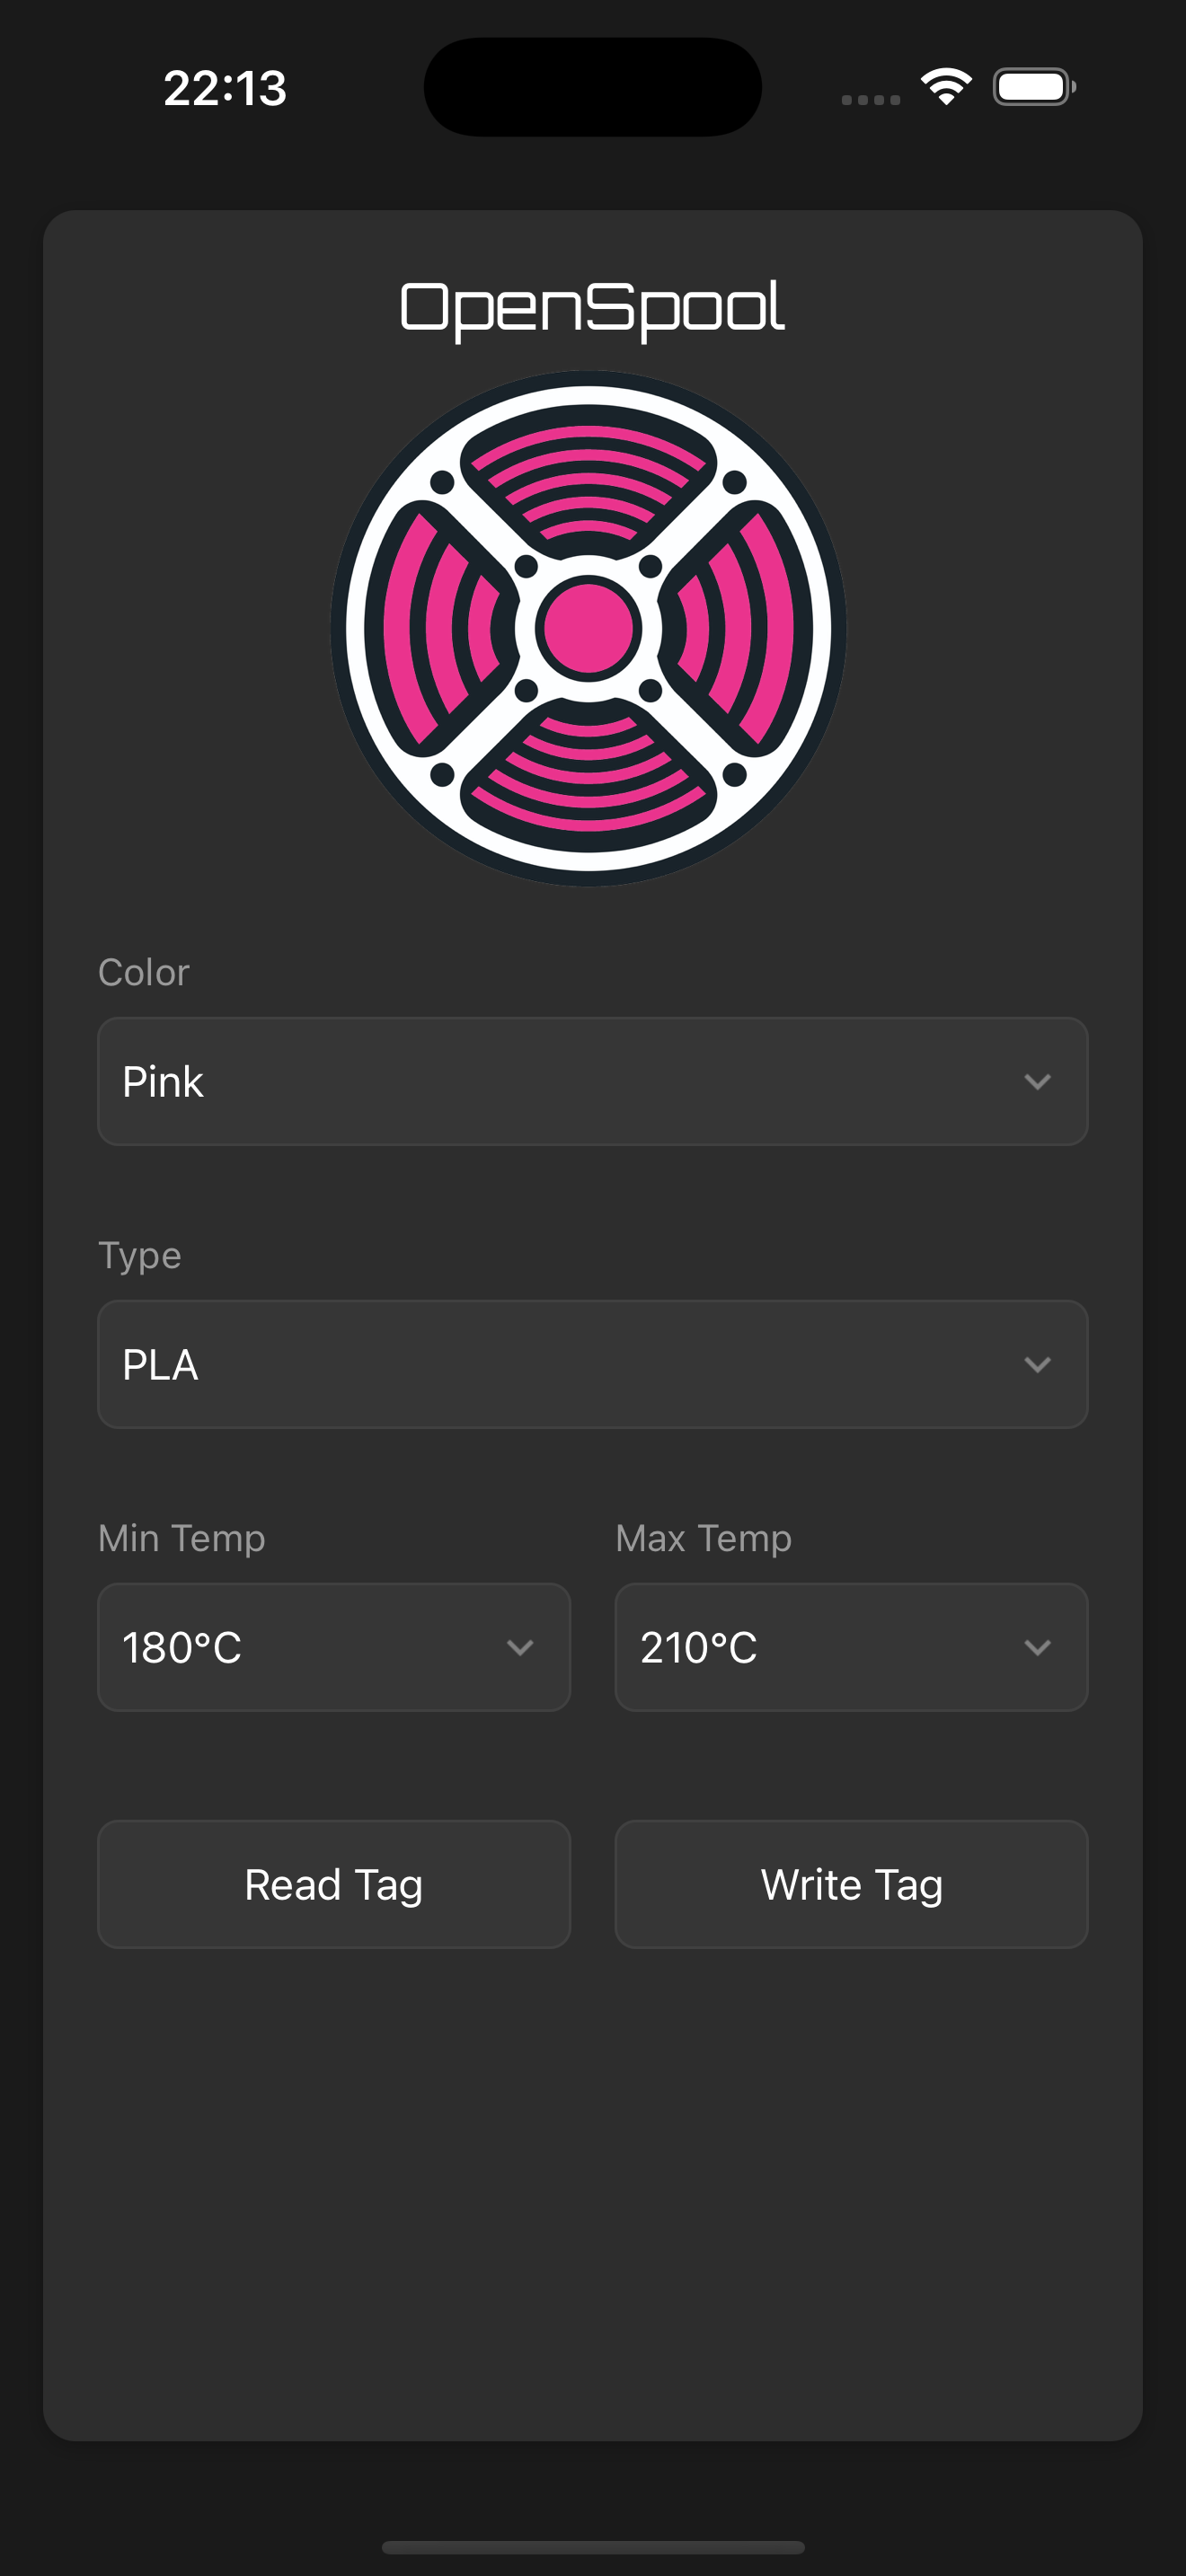 22:13
OpenSpool
Color
Pink
Type
PLA
Min Temp Max Temp
180°C 210°C
Read Tag Write Tag